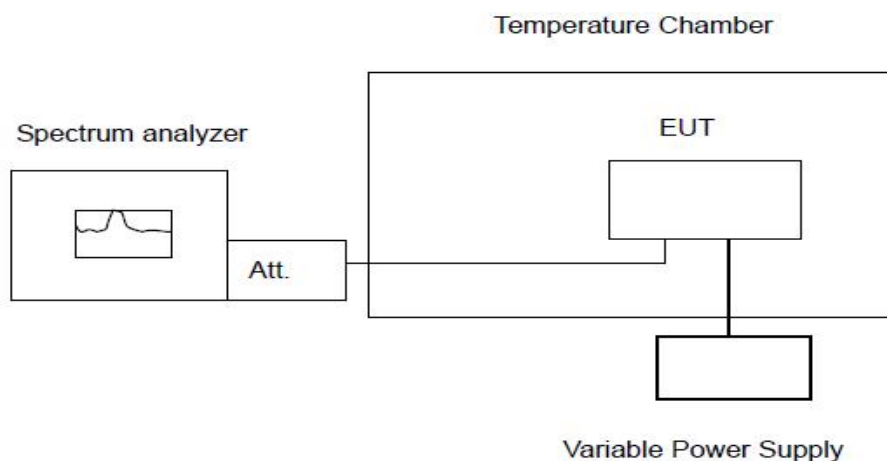 Temperature Chamber
Spectrum analyzer
EUT
Att.
Variable Power Supply